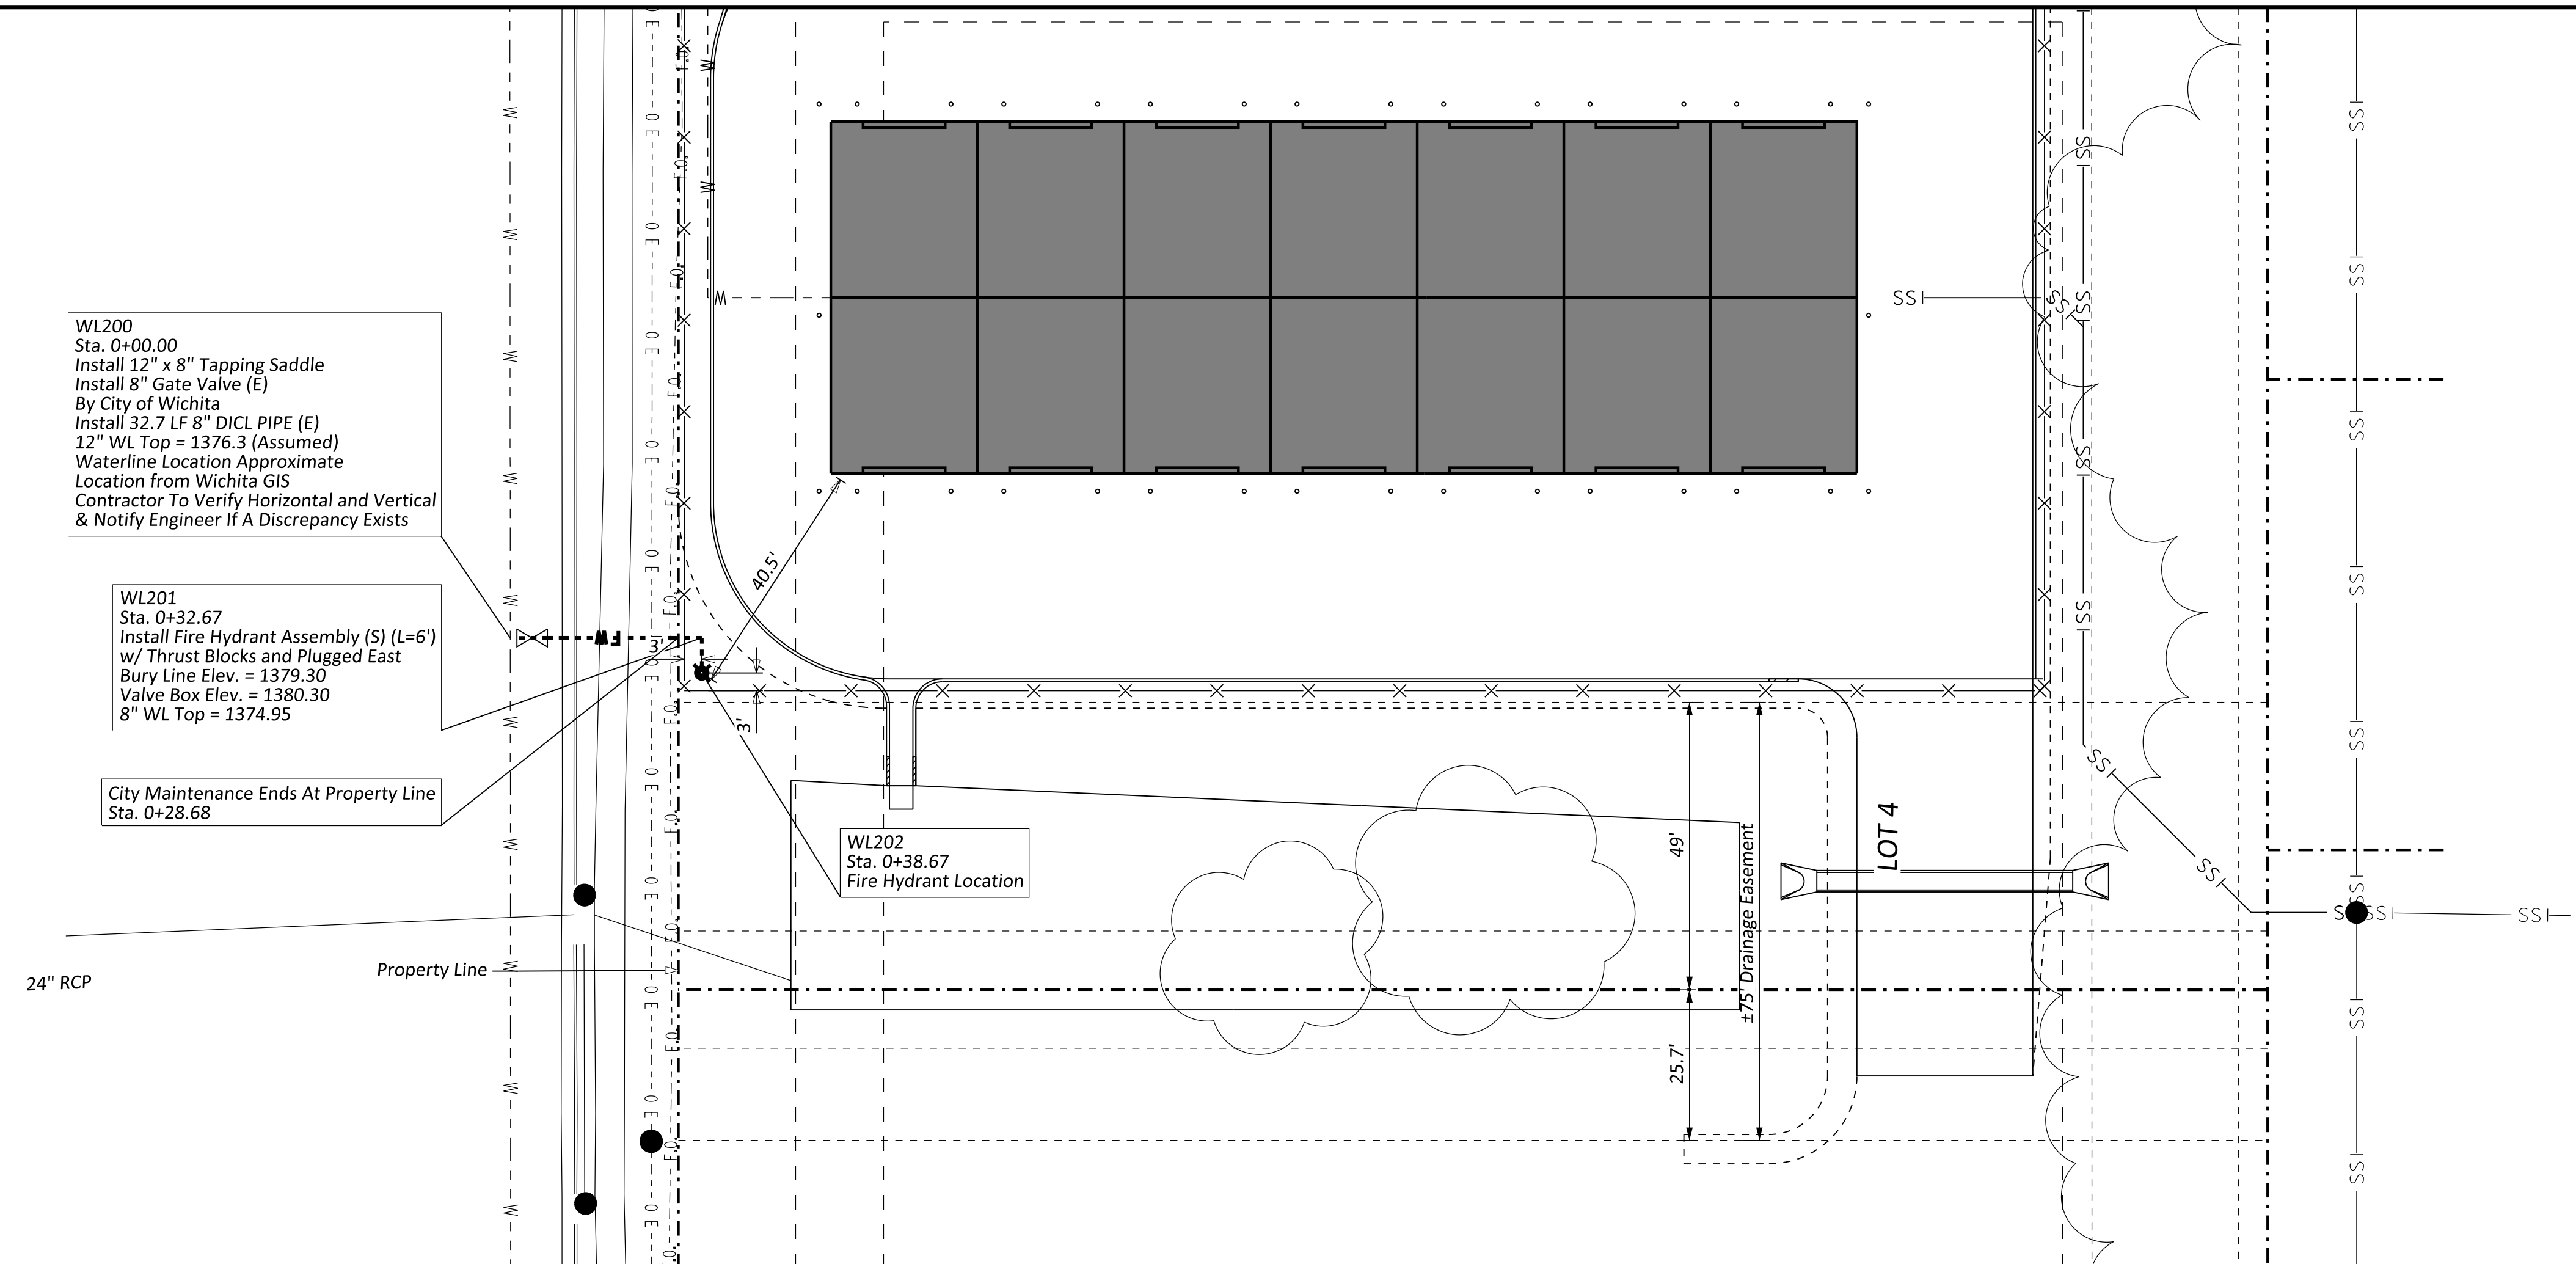 WL200
Sta. 0+00.00
Install 12" x 8" Tapping Saddle
Install 8" Gate Valve (E)
By City of Wichita
Install 32.7 LF 8" DICL PIPE (E)
12" WL Top = 1376.3 (Assumed)
Waterline Location Approximate
Location from Wichita GIS
Contractor To Verify Horizontal and Vertical
& Notify Engineer If A Discrepancy Exists
WL201
Sta. 0+32.67
Install Fire Hydrant Assembly (S) (L=6')
w/ Thrust Blocks and Plugged East
Bury Line Elev. = 1379.30
Valve Box Elev. = 1380.30
8" WL Top = 1374.95
City Maintenance Ends At Property Line
Sta. 0+28.68
WL202
Sta. 0+38.67
Fire Hydrant Location
40.5'
3'
3'
FW
W
SS
Property Line
24" RCP
49'
25.7'
±75' Drainage Easement
LOT 4